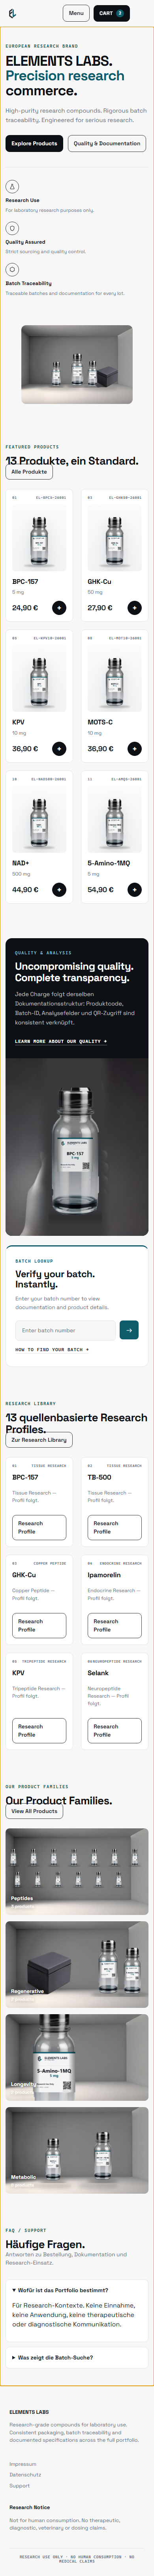 Menu
CART 3
EUROPEAN RESEARCH BRAND
ELEMENTS LABS.
Precision research
commerce.
High-purity research compounds. Rigorous batch
traceability. Engineered for serious research.
Explore Products
Quality & Documentation
Research Use
For laboratory research purposes only.
Quality Assured
Strict sourcing and quality control.
Batch Traceability
Traceable batches and documentation for every lot.
FEATURED PRODUCTS
13 Produkte, ein Standard.
Alle Produkte
BPC-157
5 mg
24,90 €
GHK-Cu
50 mg
27,90 €
KPV
10 mg
36,90 €
MOTS-C
10 mg
36,90 €
NAD+
500 mg
44,90 €
5-Amino-1MQ
5 mg
54,90 €
QUALITY & ANALYSIS
Uncompromising quality.
Complete transparency.
Jede Charge folgt derselben
Dokumentationsstruktur: Produktcode,
Batch-ID, Analysefelder und QR-Zugriff sind
konsistent verknüpft.
LEARN MORE ABOUT OUR QUALITY →
ELEMENTS LABS
BPC-157
5 mg
BATCH LOOKUP
Verify your batch.
Instantly.
Enter your batch number to view
documentation and product details.
Enter batch number
→
HOW TO FIND YOUR BATCH →
RESEARCH LIBRARY
13 quellenbasierte Research
Profiles.
Zur Research Library
01 TISSUE RESEARCH
BPC-157
Tissue Research —
Profil folgt.
Research
Profile
02 TISSUE RESEARCH
TB-500
Tissue Research —
Profil folgt.
Research
Profile
03 COPPER PEPTIDE
GHK-Cu
Copper Peptide —
Profil folgt.
Research
Profile
04 ENDOCRINE RESEARCH
Ipamorelin
Endocrine Research —
Profil folgt.
Research
Profile
05 TRIPEPTIDE RESEARCH
KPV
Tripeptide Research —
Profil folgt.
Research
Profile
NEUROPEPTIDE RESEARCH
Selank
Neuropeptide
Research — Profil
folgt.
Research
Profile
OUR PRODUCT FAMILIES
Our Product Families.
View All Products
Peptides
Regenerative
ELEMENTS LABS
5-Amino-1MQ
Longevity
Metabolic
FAQ / SUPPORT
Häufige Fragen.
Antworten zu Bestellung, Dokumentation und
Research-Einsatz.
▼ Wofür ist das Portfolio bestimmt?
Für Research-Kontexte. Keine Einnahme,
keine Anwendung, keine therapeutische
oder diagnostische Kommunikation.
▶ Was zeigt die Batch-Suche?
ELEMENTS LABS
Research-grade compounds for laboratory use.
Consistent packaging, batch traceability and
documented specifications across the full portfolio.
Impressum
Datenschutz
Support
Research Notice
Not for human consumption. No therapeutic,
diagnostic, veterinary or dosing claims.
RESEARCH USE ONLY · NO HUMAN CONSUMPTION · NO
MEDICAL CLAIMS